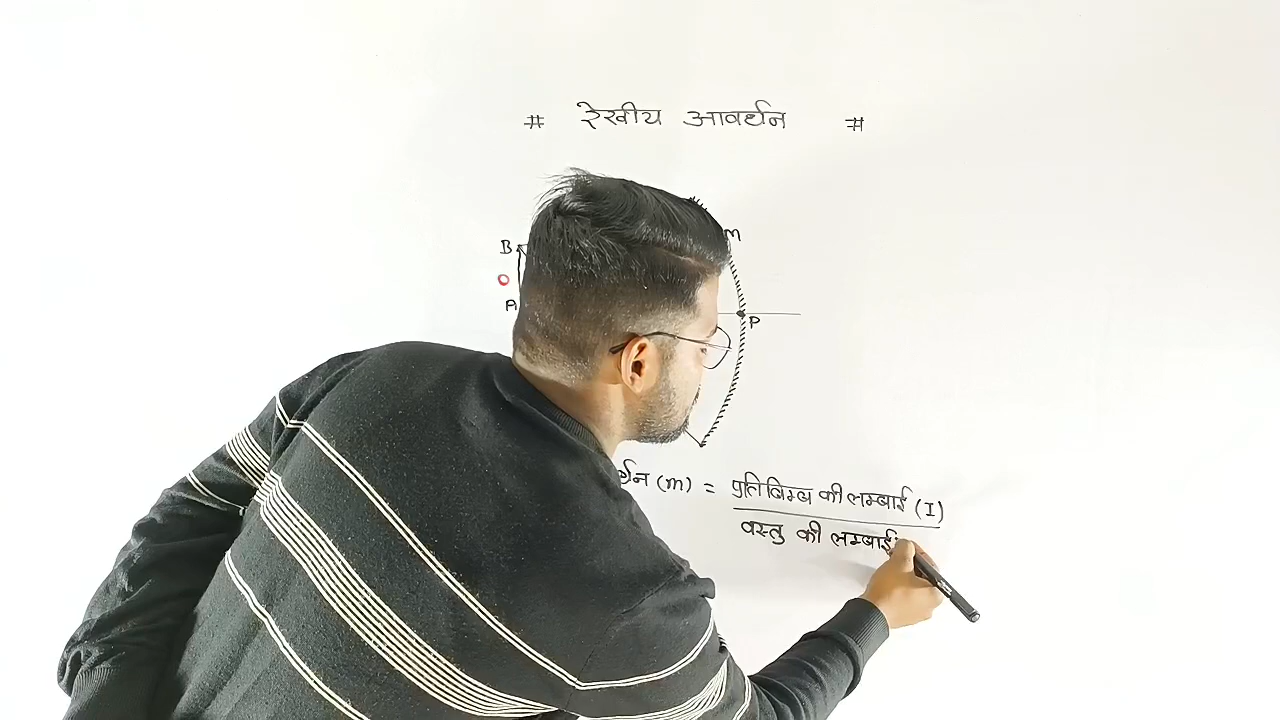 # रेखीय आवर्धन #
m
B
O
A
P
(m) = प्रतिबिम्ब की लम्बाई (I)
वस्तु की लम्बाई